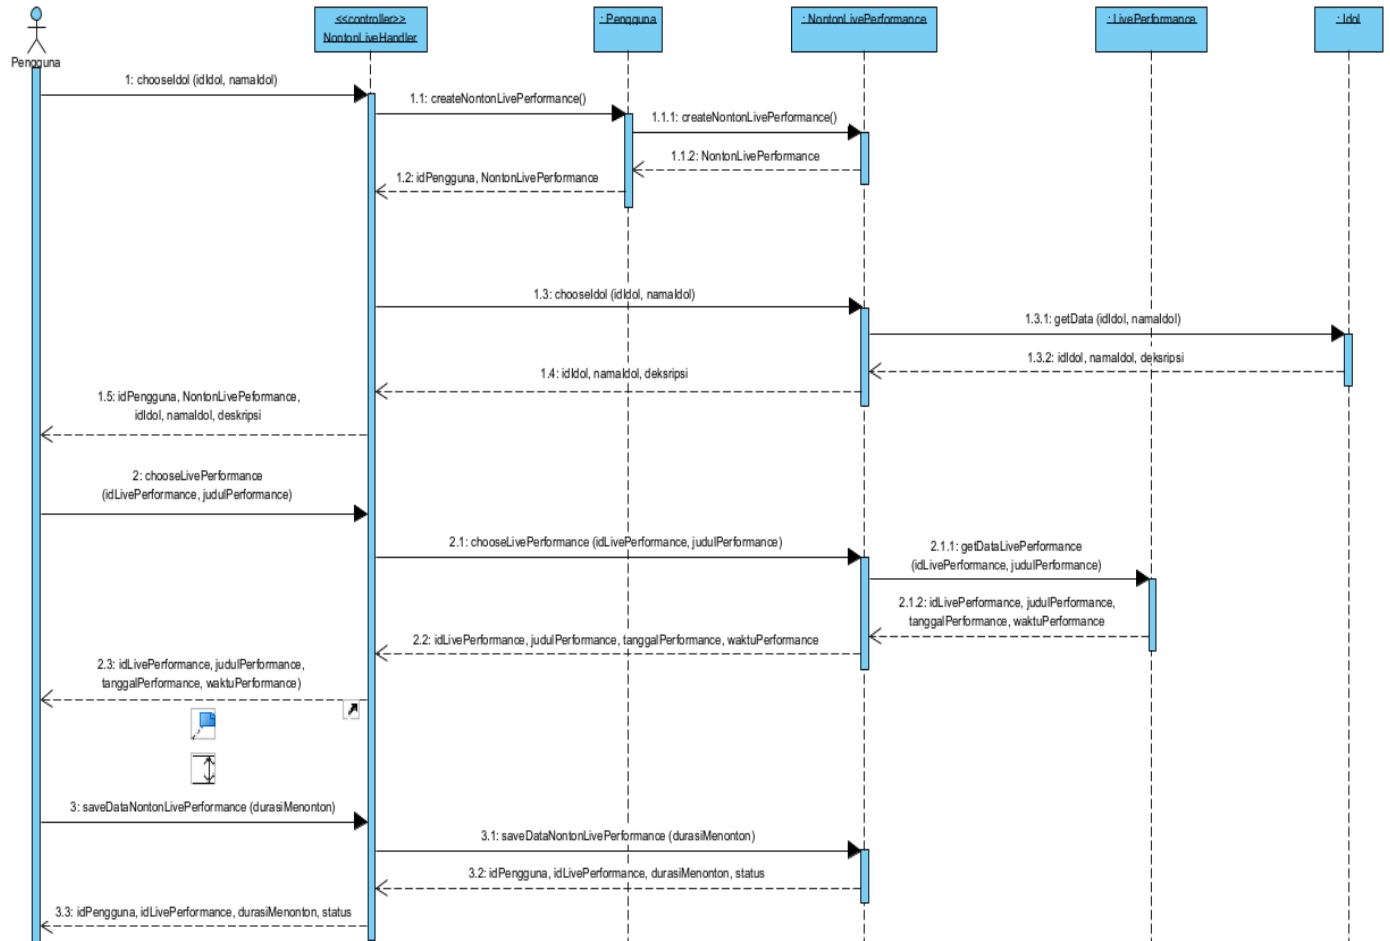 Pengguna
<<controller>>
NontonLiveHandler
: Pengguna
: NontonLivePerformance
: LivePerformance
: Idol
1: chooseIdol (idIdol, namaIdol)
1.1: createNontonLivePerformance()
1.1.1: createNontonLivePerformance()
1.1.2: NontonLivePerformance
1.2: idPengguna, NontonLivePerformance
1.3: chooseIdol (idIdol, namaIdol)
1.3.1: getData (idIdol, namaIdol)
1.3.2: idIdol, namaIdol, deksripsi
1.4: idIdol, namaIdol, deksripsi
1.5: idPengguna, NontonLivePeformance,
idIdol, namaIdol, deskripsi
2: chooseLivePerformance
(idLivePerformance, judulPerformance)
2.1: chooseLivePerformance (idLivePerformance, judulPerformance)
2.1.1: getDataLivePerformance
(idLivePerformance, judulPerformance)
2.1.2: idLivePerformance, judulPerformance,
tanggalPerformance, waktuPerformance
2.2: idLivePerformance, judulPerformance, tanggalPerformance, waktuPerformance
2.3: idLivePerformance, judulPerformance,
tanggalPerformance, waktuPerformance)
3: saveDataNontonLivePerformance (durasiMenonton)
3.1: saveDataNontonLivePerformance (durasiMenonton)
3.2: idPengguna, idLivePerformance, durasiMenonton, status
3.3: idPengguna, idLivePerformance, durasiMenonton, status